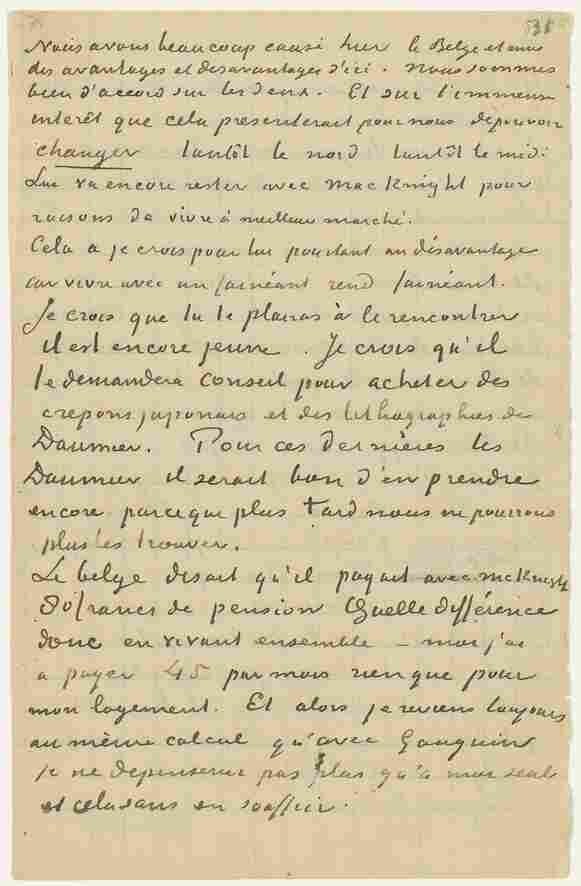 31
Nous avons beaucoup causé hier le Belge et moi
des avantages et desavantages d'ici. Nous sommes
bien d'accord sur les deux. Et sur l'immense
interêt que cela presenterait pour nous de pouvoir
changer tantôt le nord tantôt le midi.
Lui va encore rester avec MacKnight pour
raisons de vivre à meilleur marché.
Cela a je crois pour lui pourtant un désavantage
car vivre avec un fainéant rend fainéant.
Je crois que tu te plairas à le rencontrer
il est encore jeune. Je crois qu'il
te demandera conseil pour acheter des
crepons japonais et des lithographies de
Daumier. Pour ces dernières les
Daumier il serait bon d'en prendre
encore parceque plus tard nous ne pourrons
plus les trouver.
Le belge disait qu'il payait avec McKnight
80 francs de pension Quelle différence
donc en vivant ensemble – moi j'ai
a payer 45 par mois rien que pour
mon logement. Et alors je reviens toujours
au même calcul qu'avec Gauguin
je ne depenserai pas plus qu'à moi seul
et cela sans en souffrir.